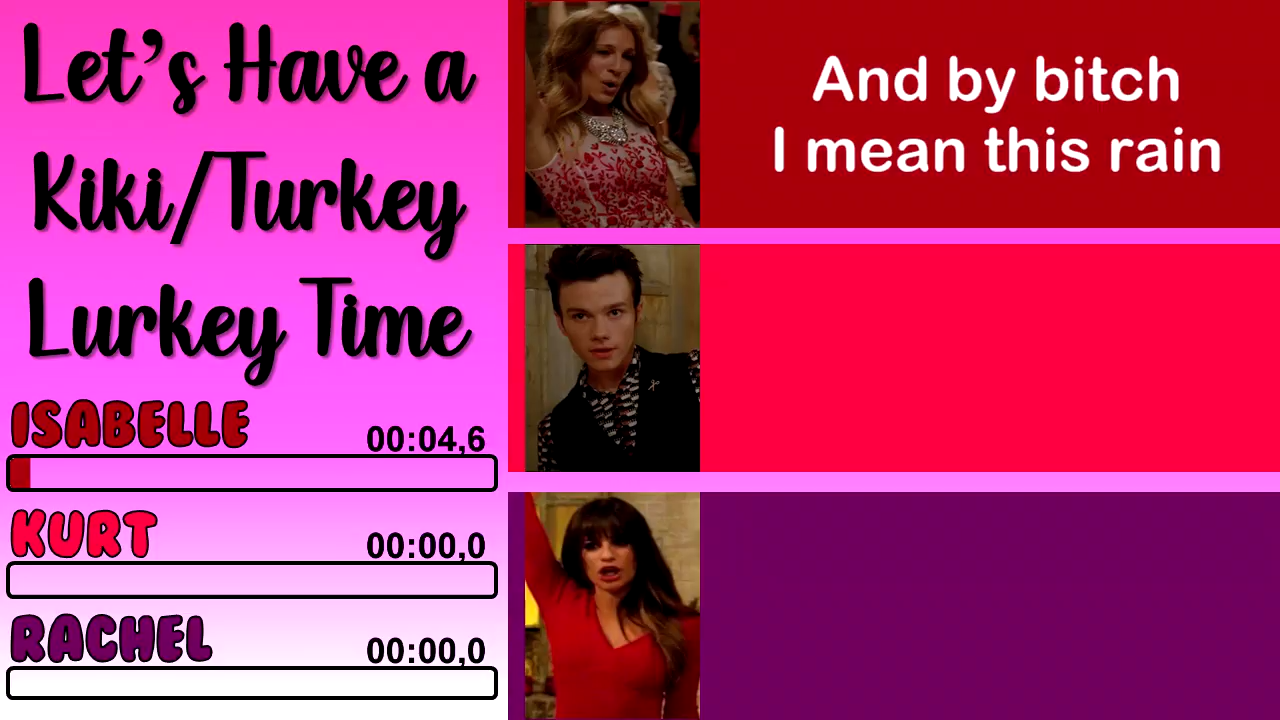 Let's Have a
Kiki/Turkey
Lurkey Time
ISABELLE
00:04,6
KURT
00:00,0
RACHEL
00:00,0
And by bitch
I mean this rain